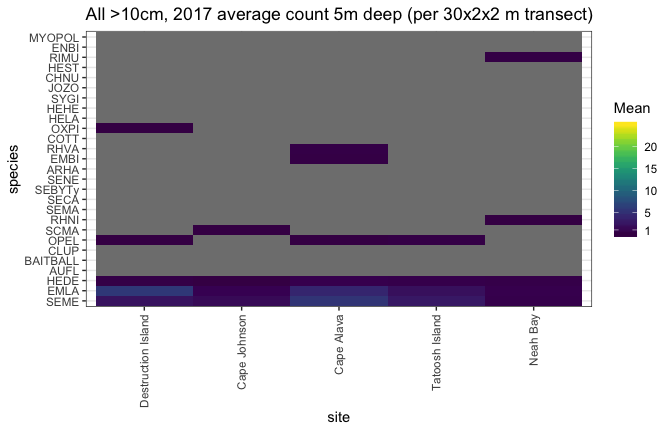 All >10cm, 2017 average count 5m deep (per 30x2x2 m transect)
MYOPOL
ENBI
RIMU
HEST
CHNU
JOZO
SYGI
HEHE
HELA
OXPI
COTT
RHVA
EMBI
ARHA
SENE
SEBYTy
SECA
SEMA
RHNI
SCMA
OPEL
CLUP
BAITBALL
AUFL
HEDE
EMLA
SEME
species
Destruction Island
Cape Johnson
Cape Alava
Tatoosh Island
Neah Bay
site
Mean
20
15
10
5
1